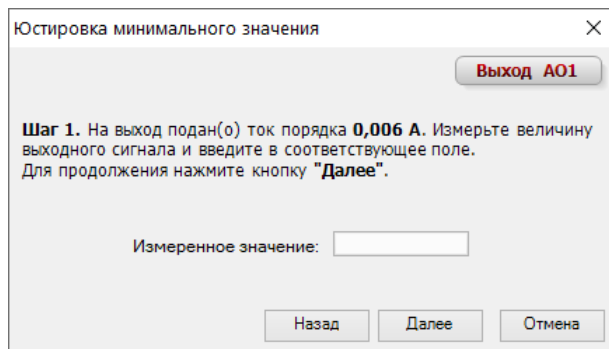 Юстировка минимального значения
Выход AO1
Шаг 1. На выход подан(о) ток порядка 0,006 А. Измерьте величину
выходного сигнала и введите в соответствующее поле.
Для продолжения нажмите кнопку "Далее".
Измеренное значение:
Назад Далее Отмена